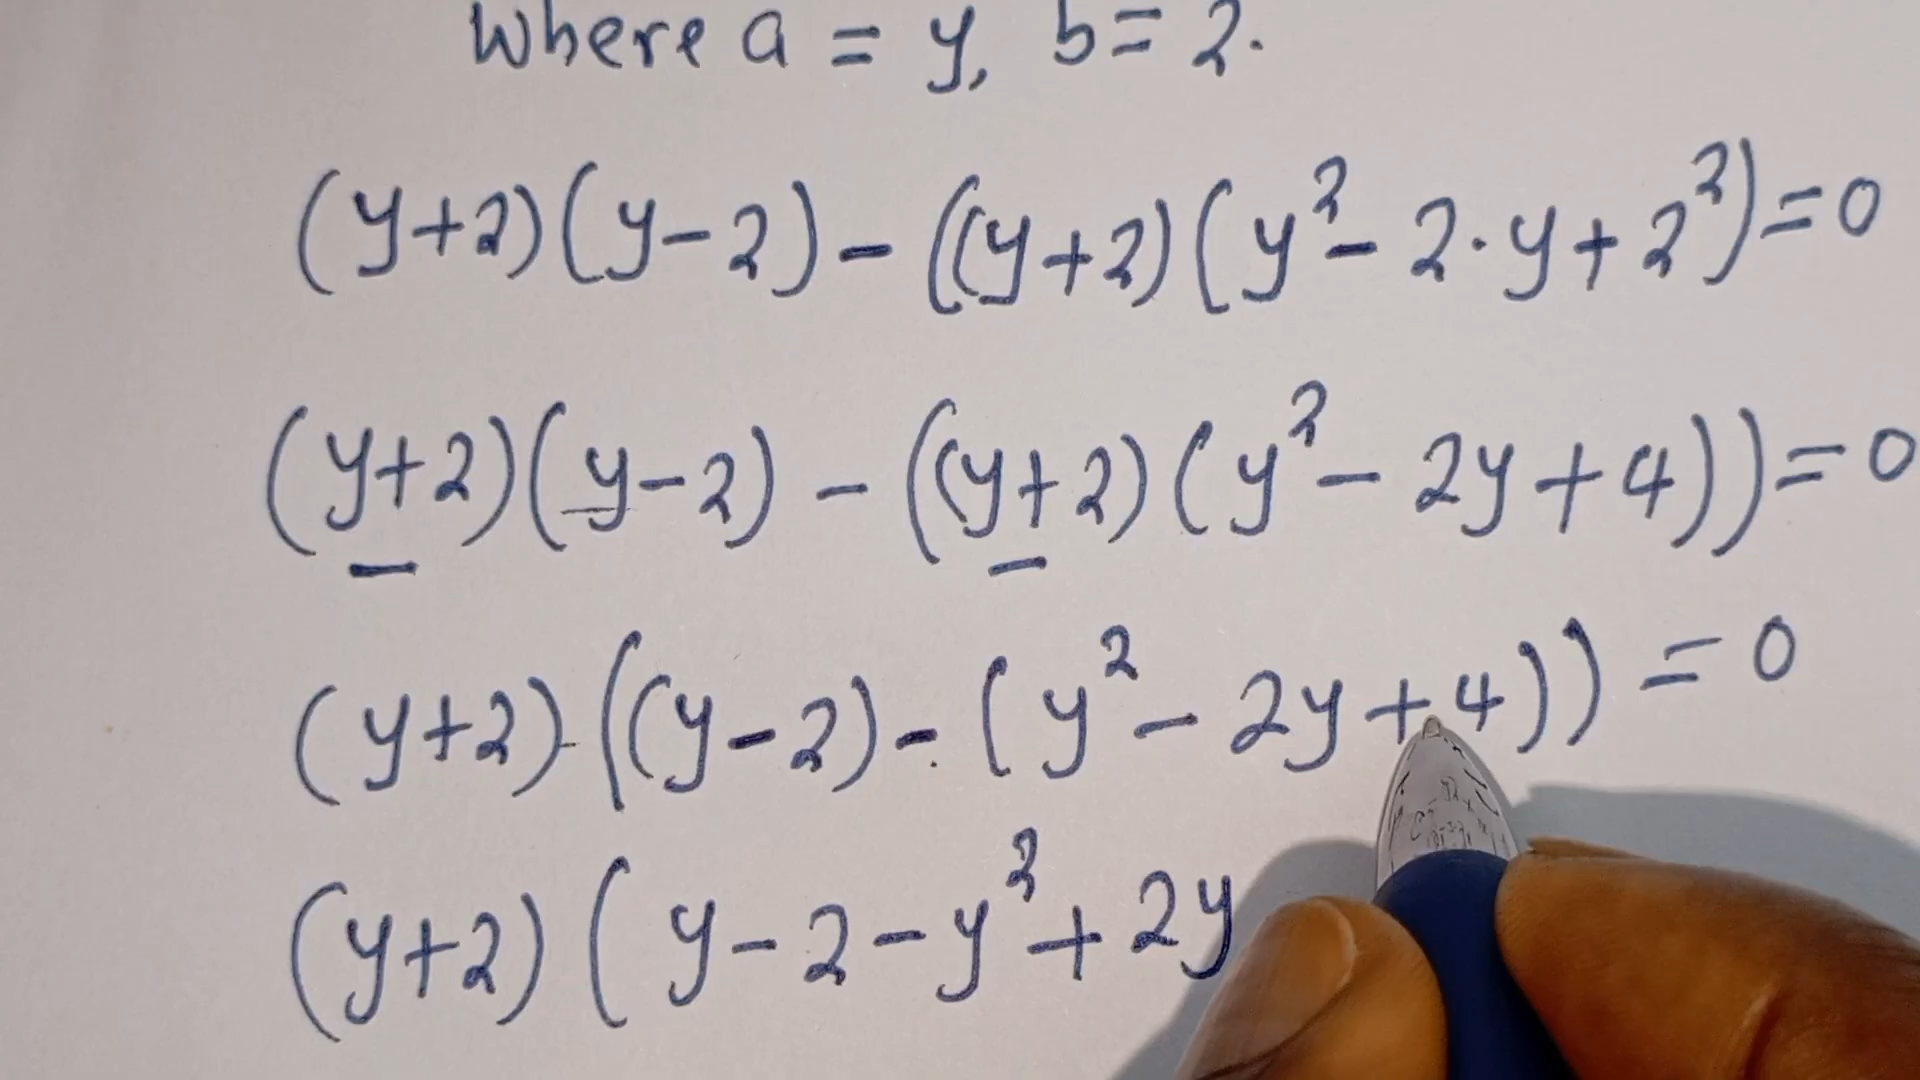 Where a = y, b = 2.
(y+2)(y-2) - ((y+2)(y² - 2·y + 2²) = 0
(y+2)(y-2) - ((y+2)(y² - 2y + 4)) = 0
(y+2)((y-2) - (y² - 2y + 4)) = 0
(y+2)(y - 2 - y² + 2y